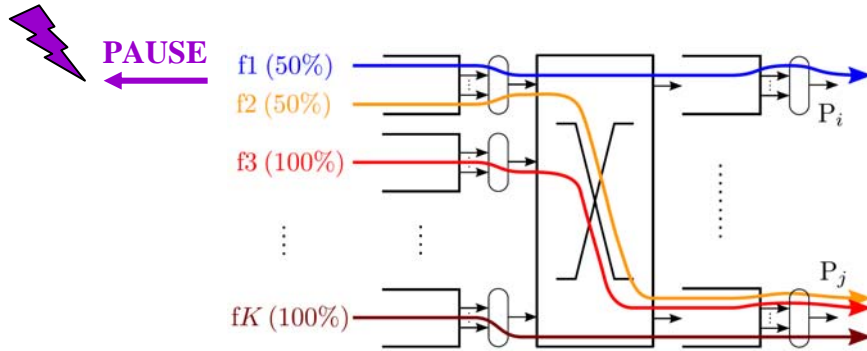 PAUSE
f1 (50%)
f2 (50%)
P_i
f3 (100%)
P_j
fK (100%)